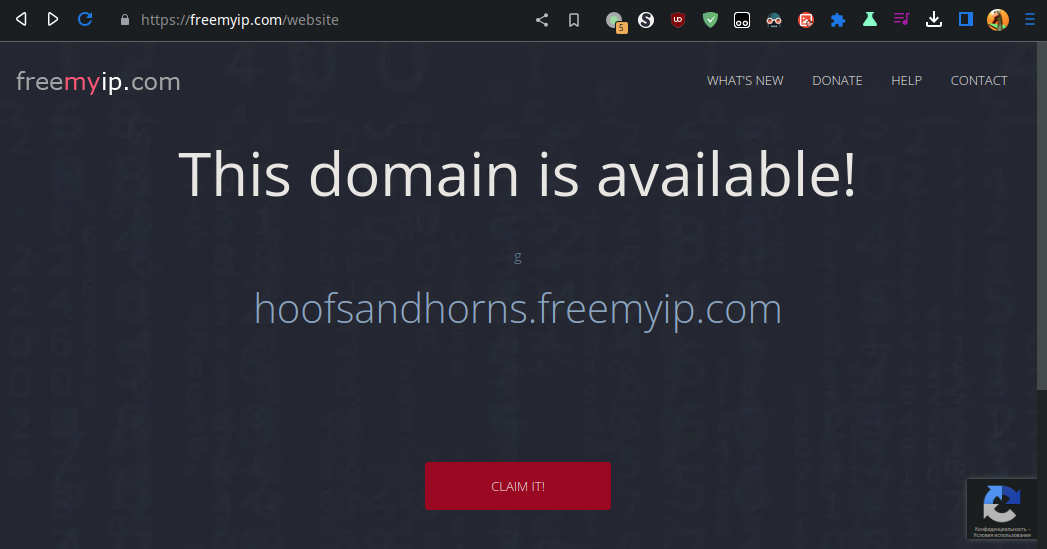 https://freemyip.com/website
5
freemyip.com
WHAT'S NEW DONATE HELP CONTACT
This domain is available!
g
hoofsandhorns.freemyip.com
CLAIM IT!
Конфиденциальность -
Условия использования